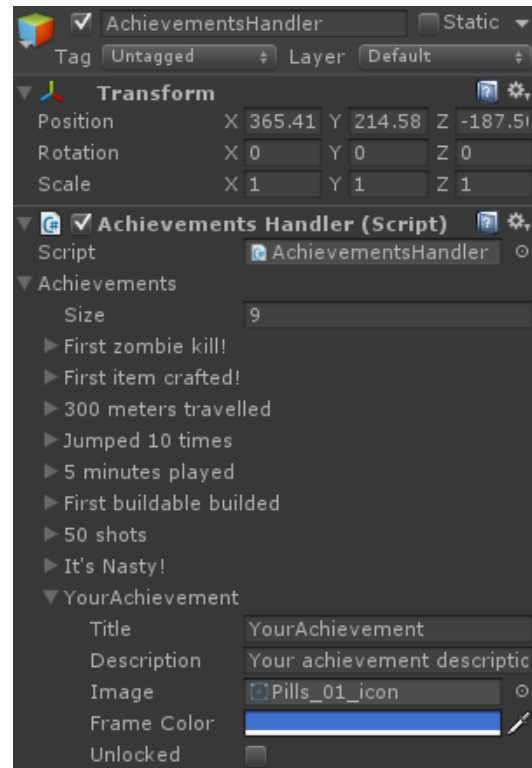 AchievementsHandler Static
Tag Untagged Layer Default
Transform
Position X 365.41 Y 214.58 Z -187.5
Rotation X 0 Y 0 Z 0
Scale X 1 Y 1 Z 1
C# Achievements Handler (Script)
Script AchievementsHandler
Achievements
Size 9
First zombie kill!
First item crafted!
300 meters travelled
Jumped 10 times
5 minutes played
First buildable builded
50 shots
It's Nasty!
YourAchievement
Title YourAchievement
Description Your achievement descriptic
Image Pills_01_icon
Frame Color
Unlocked